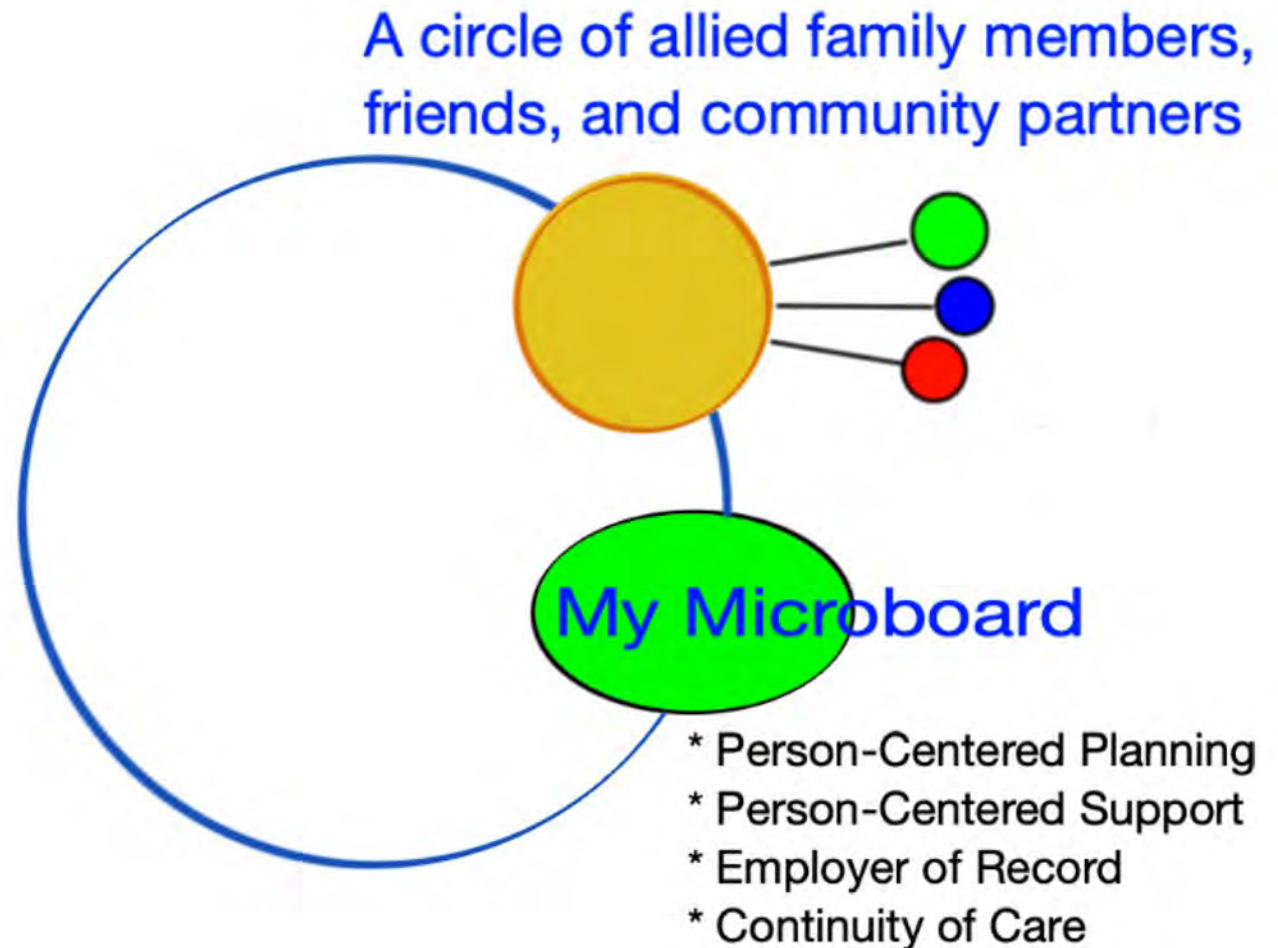 A circle of allied family members,
friends, and community partners
My Microboard
* Person-Centered Planning
* Person-Centered Support
* Employer of Record
* Continuity of Care